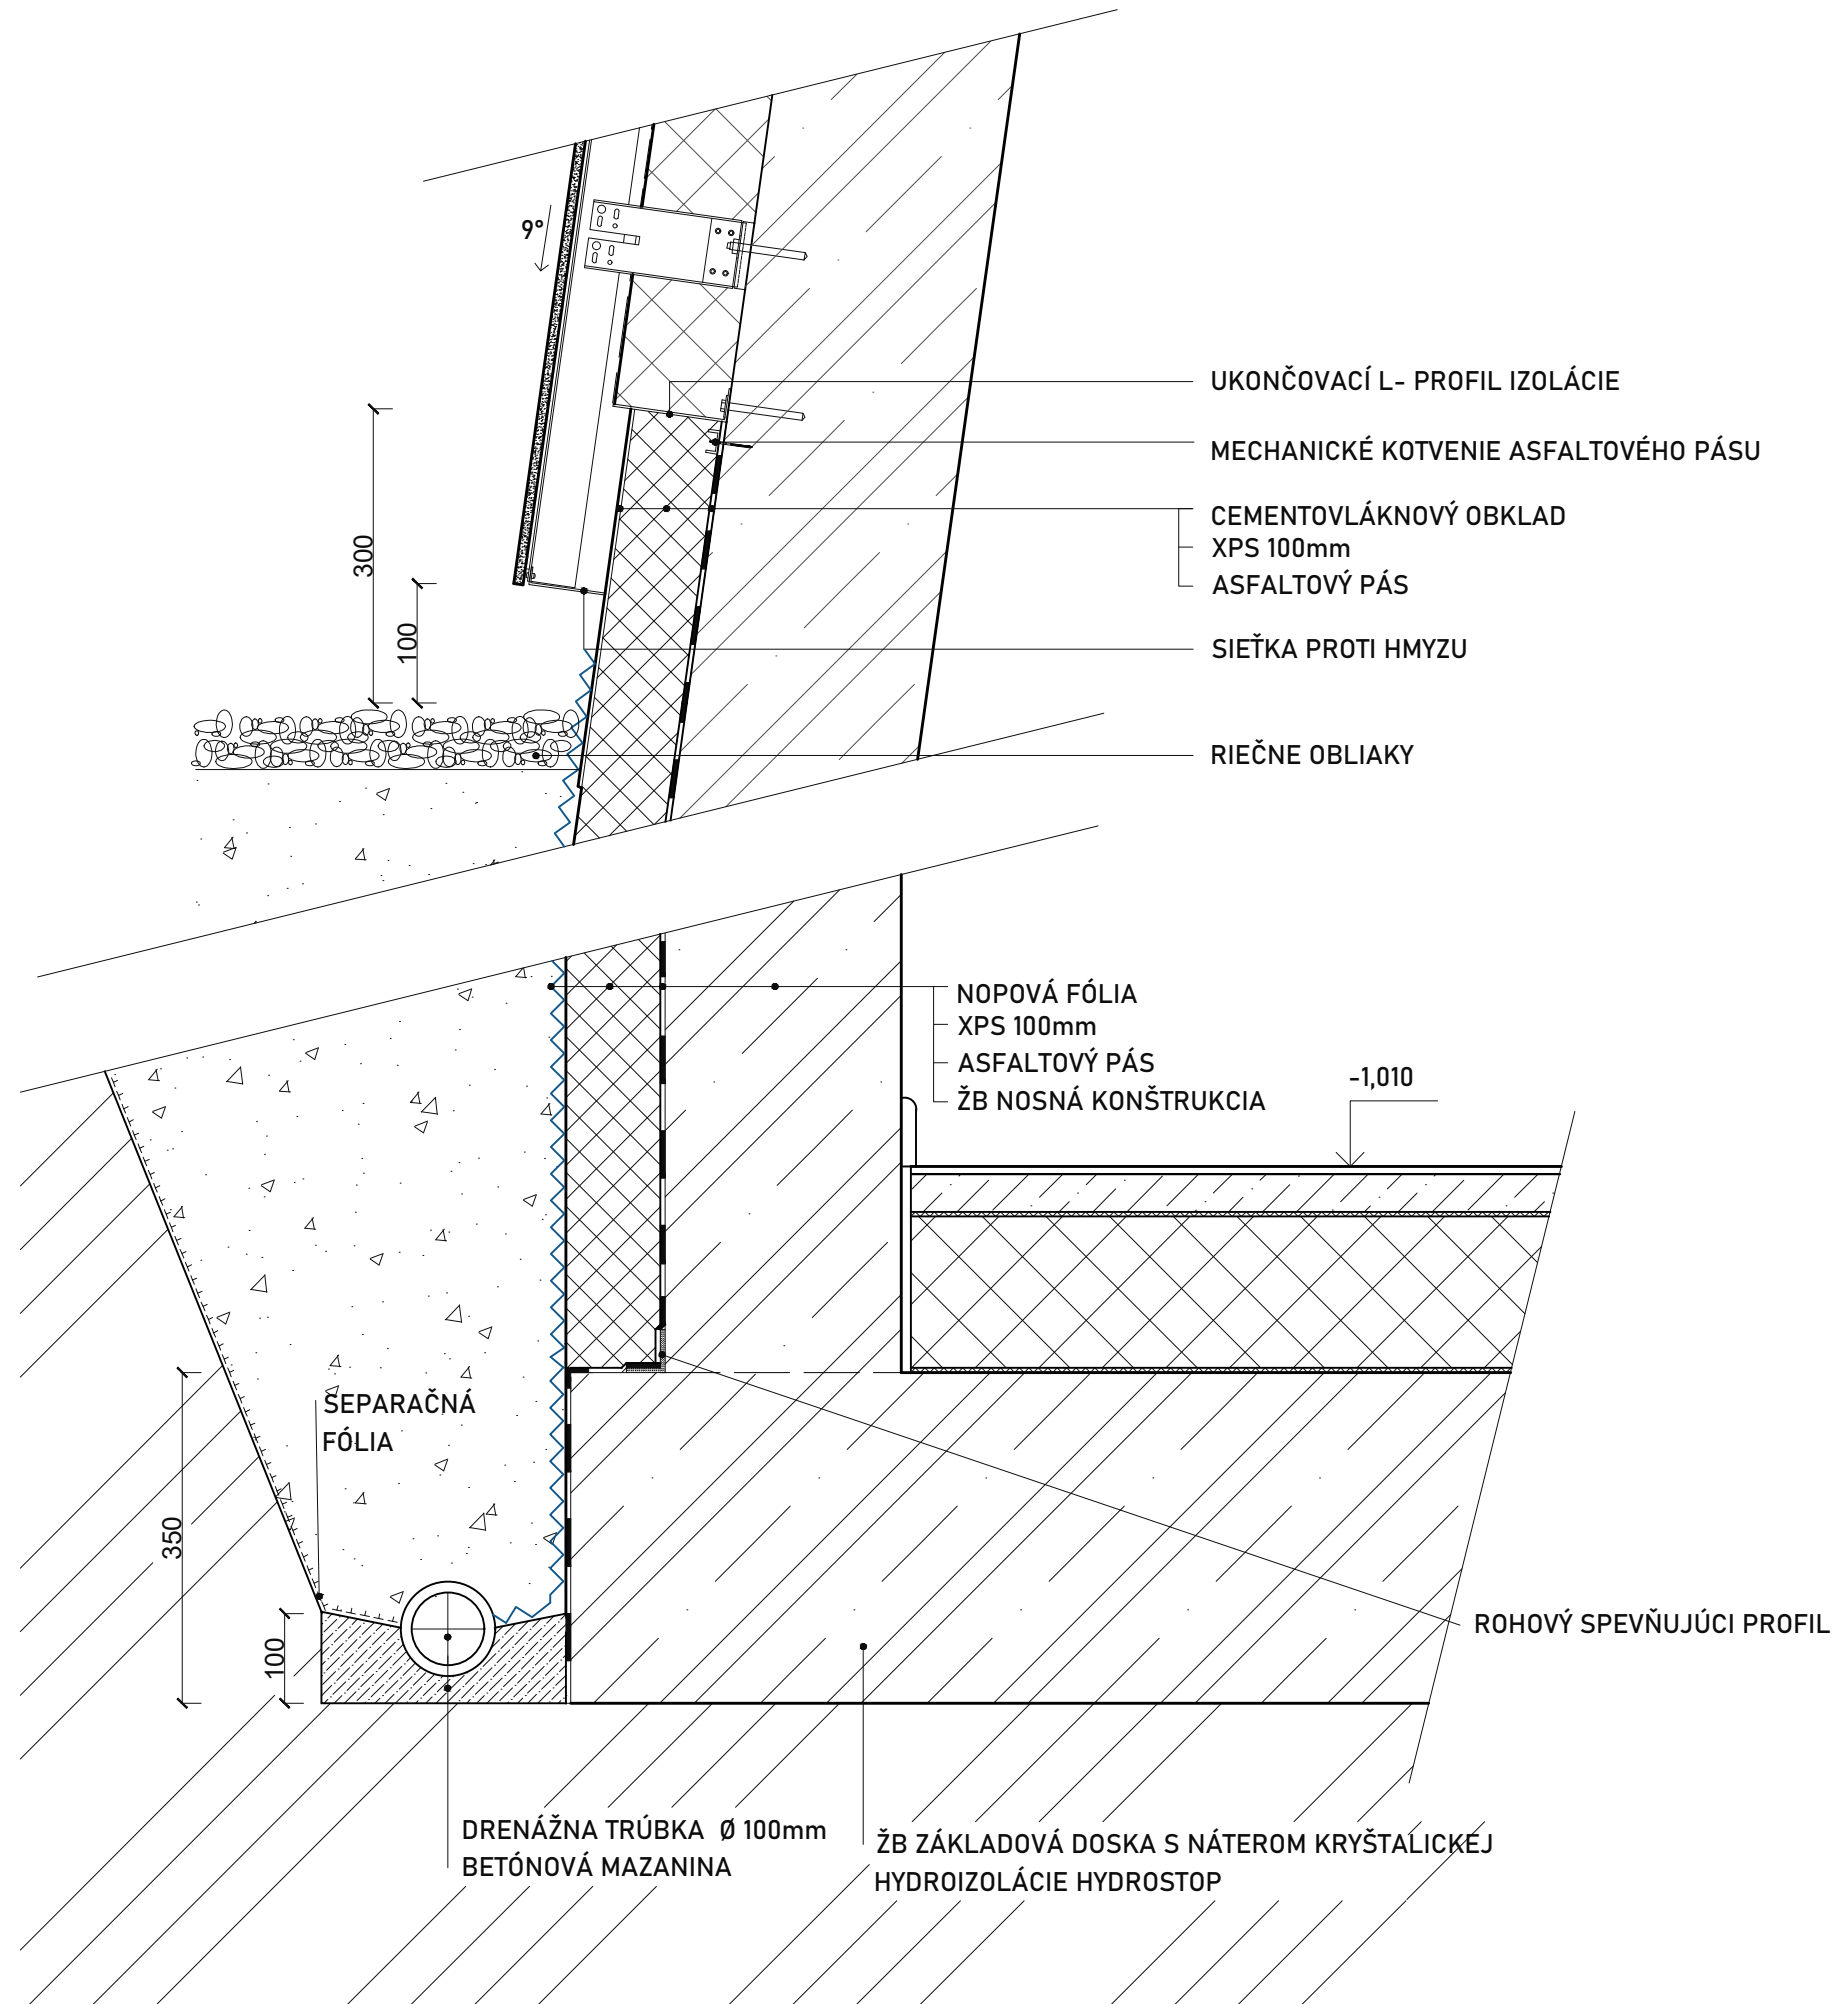 9°
UKONČOVACÍ L- PROFIL IZOLÁCIE
MECHANICKÉ KOTVENIE ASFALTOVÉHO PÁSU
CEMENTOVLÁKNOVÝ OBKLAD
XPS 100mm
ASFALTOVÝ PÁS
300
100
SIEŤKA PROTI HMYZU
RIEČNE OBLIAKY
NOPOVÁ FÓLIA
XPS 100mm
ASFALTOVÝ PÁS
ŽB NOSNÁ KONŠTRUKCIA
-1,010
SEPARAČNÁ
FÓLIA
350
100
ROHOVÝ SPEVŇUJÚCI PROFIL
DRENÁŽNA TRÚBKA Ø 100mm
BETÓNOVÁ MAZANINA
ŽB ZÁKLADOVÁ DOSKA S NÁTEROM KRYŠTALICKEJ
HYDROIZOLÁCIE HYDROSTOP